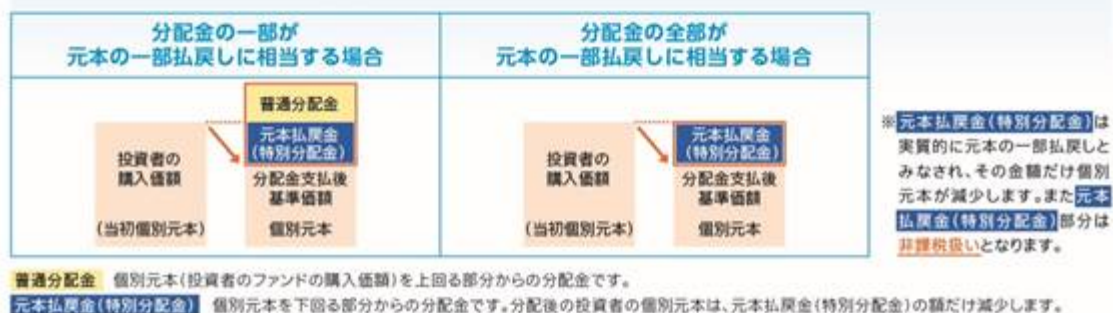 分配金の一部が
元本の一部払戻しに相当する場合
普通分配金
元本払戻金
(特別分配金)
投資者の
購入価額
(当初個別元本)
分配金支払後
基準価額
個別元本
分配金の全部が
元本の一部払戻しに相当する場合
元本払戻金
(特別分配金)
投資者の
購入価額
(当初個別元本)
分配金支払後
基準価額
個別元本
※元本払戻金(特別分配金)は
実質的に元本の一部払戻しと
みなされ、その金額だけ個別
元本が減少します。また元本
払戻金(特別分配金)部分は
非課税扱いとなります。
普通分配金 個別元本(投資者のファンドの購入価額)を上回る部分からの分配金です。
元本払戻金(特別分配金) 個別元本を下回る部分からの分配金です。分配後の投資者の個別元本は、元本払戻金(特別分配金)の額だけ減少します。